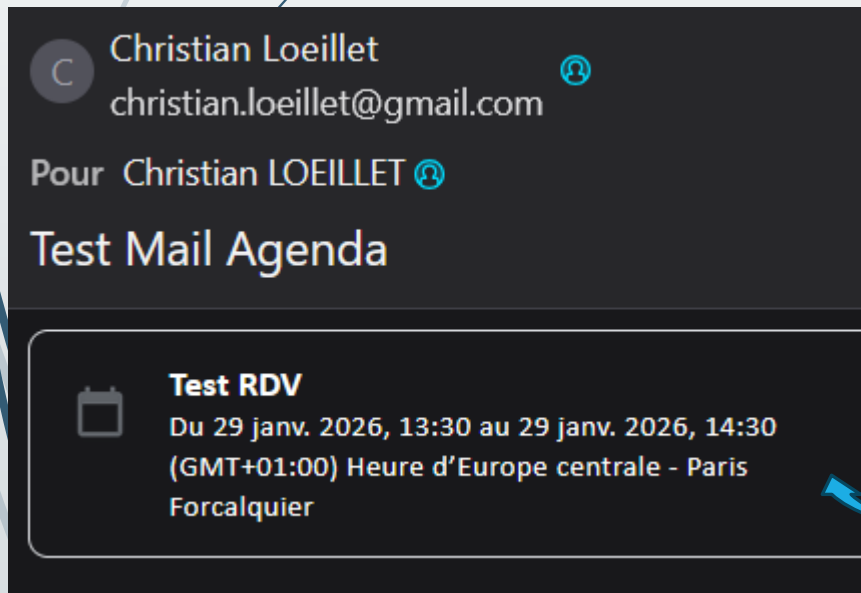 C
Christian Loeillet
christian.loeillet@gmail.com
Pour Christian LOEILLET
Test Mail Agenda
Test RDV
Du 29 janv. 2026, 13:30 au 29 janv. 2026, 14:30
(GMT+01:00) Heure d’Europe centrale - Paris
Forcalquier